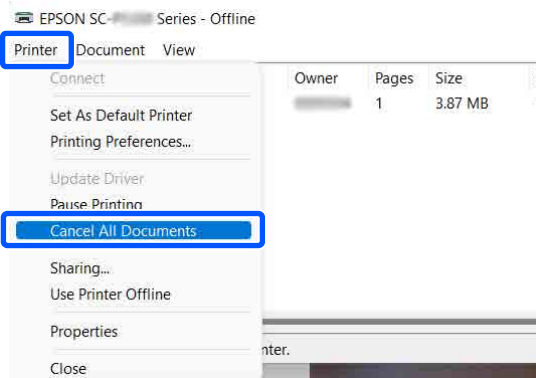 EPSON SC- Series - Offline
Printer Document View
Connect
Owner Pages Size
Set As Default Printer
1 3.87 MB
Printing Preferences...
Update Driver
Pause Printing
Cancel All Documents
Sharing...
Use Printer Offline
Properties
nter.
Close